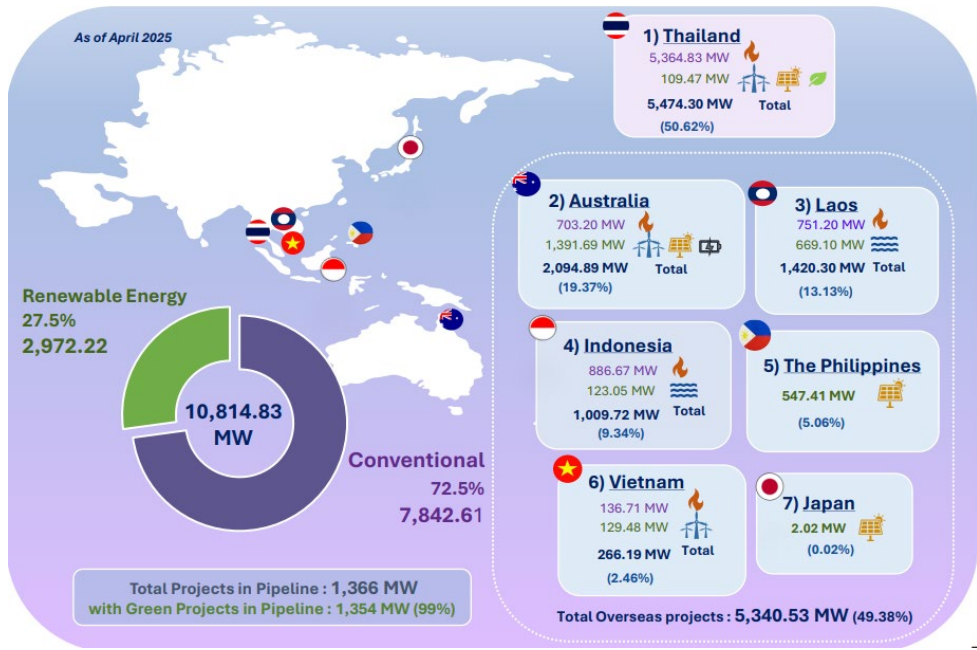 As of April 2025
1) Thailand
5,364.83 MW
109.47 MW
5,474.30 MW Total
(50.62%)
2) Australia
703.20 MW
1,391.69 MW
2,094.89 MW Total
(19.37%)
3) Laos
751.20 MW
669.10 MW
1,420.30 MW Total
(13.13%)
4) Indonesia
886.67 MW
123.05 MW
1,009.72 MW Total
(9.34%)
5) The Philippines
547.41 MW
(5.06%)
6) Vietnam
136.71 MW
129.48 MW
266.19 MW Total
(2.46%)
7) Japan
2.02 MW
(0.02%)
Total Overseas projects : 5,340.53 MW (49.38%)
Renewable Energy
27.5%
2,972.22
10,814.83
MW
Conventional
72.5%
7,842.61
Total Projects in Pipeline : 1,366 MW
with Green Projects in Pipeline : 1,354 MW (99%)